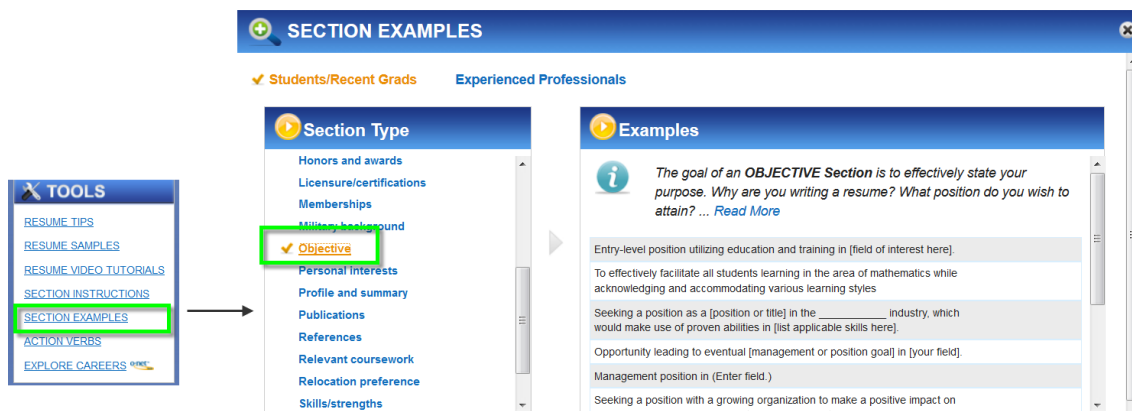 SECTION EXAMPLES
Students/Recent Grads
Experienced Professionals
TOOLS
RESUME TIPS
RESUME SAMPLES
RESUME VIDEO TUTORIALS
SECTION INSTRUCTIONS
SECTION EXAMPLES
ACTION VERBS
EXPLORE CAREERS o*net
Section Type
Honors and awards
Licensure/certifications
Memberships
Military background
Objective
Personal Interests
Profile and summary
Publications
References
Relevant coursework
Relocation preference
Skills/strengths
Examples
The goal of an OBJECTIVE Section is to effectively state your
purpose. Why are you writing a resume? What position do you wish to
attain? ... Read More
Entry-level position utilizing education and training in [field of interest here].
To effectively facilitate all students learning in the area of mathematics while
acknowledging and accommodating various learning styles
Seeking a position as a [position or title] in the ___________ industry, which
would make use of proven abilities in [list applicable skills here].
Opportunity leading to eventual [management or position goal] in [your field].
Management position in (Enter field.)
Seeking a position with a growing organization to make a positive impact on